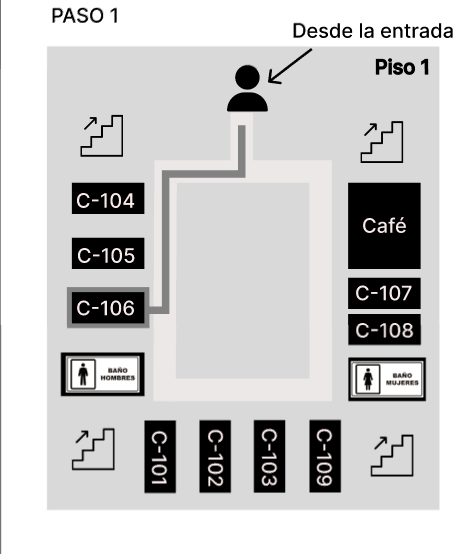 PASO 1
Desde la entrada
Piso 1
C-104
Café
C-105
C-106
C-107
C-108
BAÑO
HOMBRES
BAÑO
MUJERES
C-101
C-102
C-103
C-109